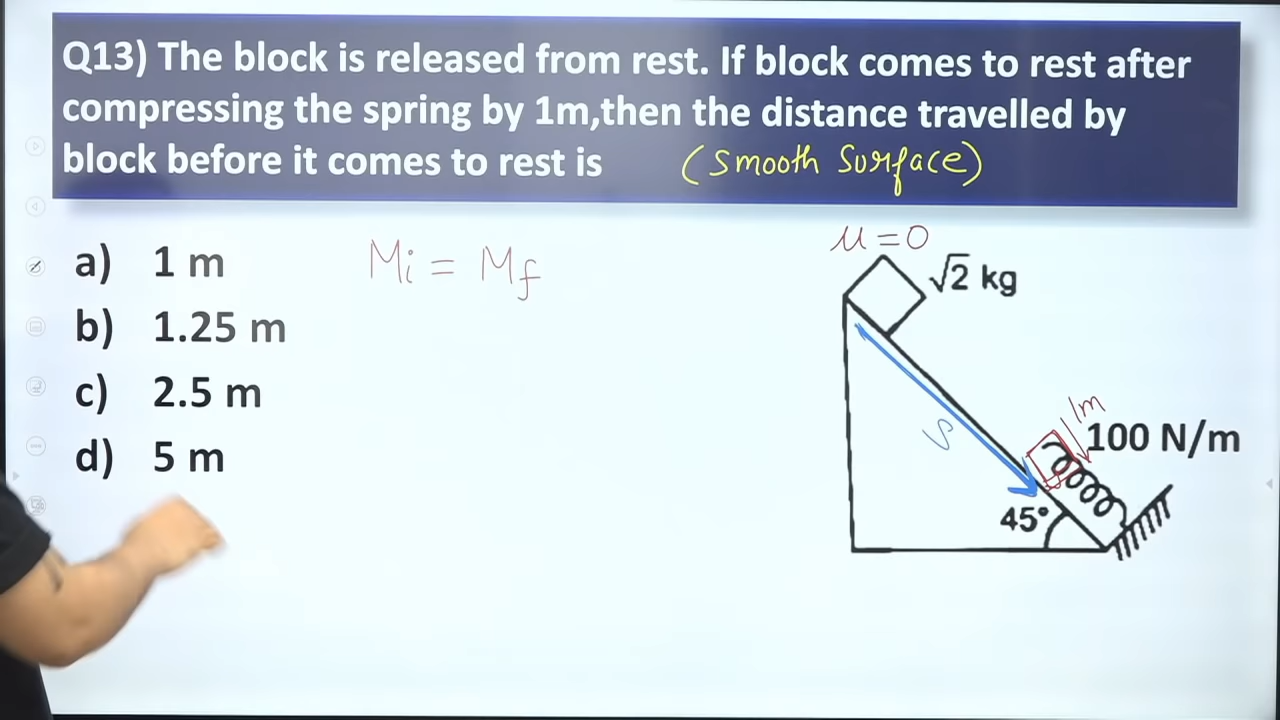 Q13) The block is released from rest. If block comes to rest after
compressing the spring by 1m,then the distance travelled by
block before it comes to rest is (Smooth Surface)
a) 1 m
b) 1.25 m
c) 2.5 m
d) 5 m
Mi = Mf
μ = 0
√2 kg
S
1m
100 N/m
45°